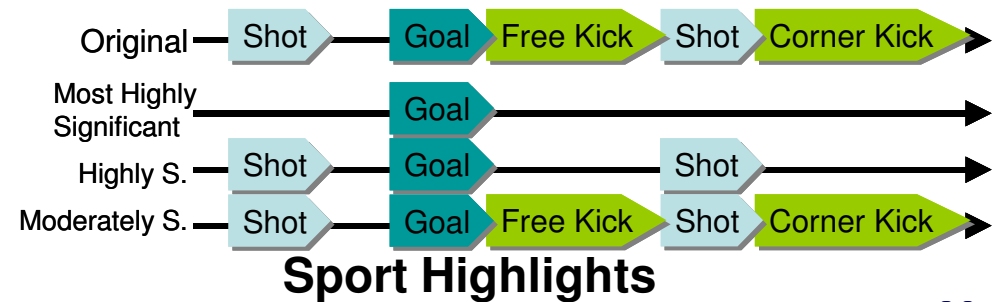 Original Shot Goal Free Kick Shot Corner Kick
Most Highly
Significant
Goal
Highly S. Shot Goal Shot
Moderately S. Shot Goal Free Kick Shot Corner Kick
Sport Highlights